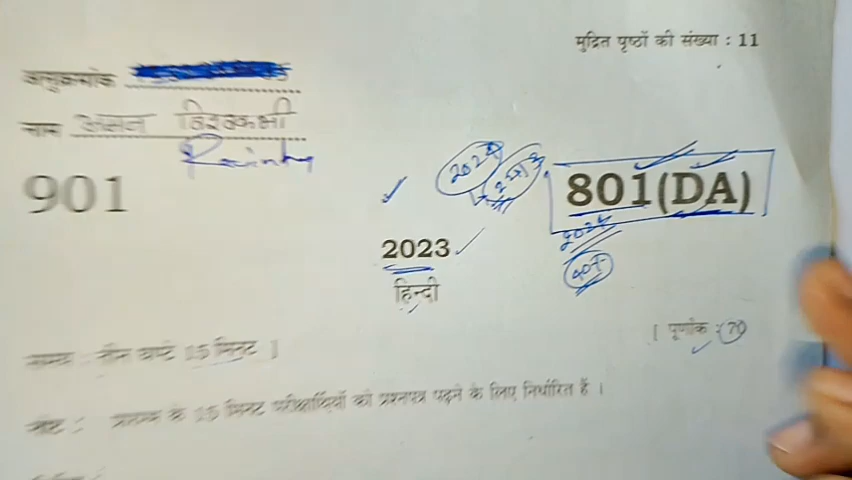 मुद्रित पृष्ठों की संख्या : 11
अनुक्रमांक
नाम
901
801(DA)
2023
2024
हिन्दी
समय : तीन घण्टे 15 मिनट ]
[ पूर्णांक : 70
नोट : प्रारम्भ के 15 मिनट परीक्षार्थियों को प्रश्नपत्र पढ़ने के लिए निर्धारित हैं ।